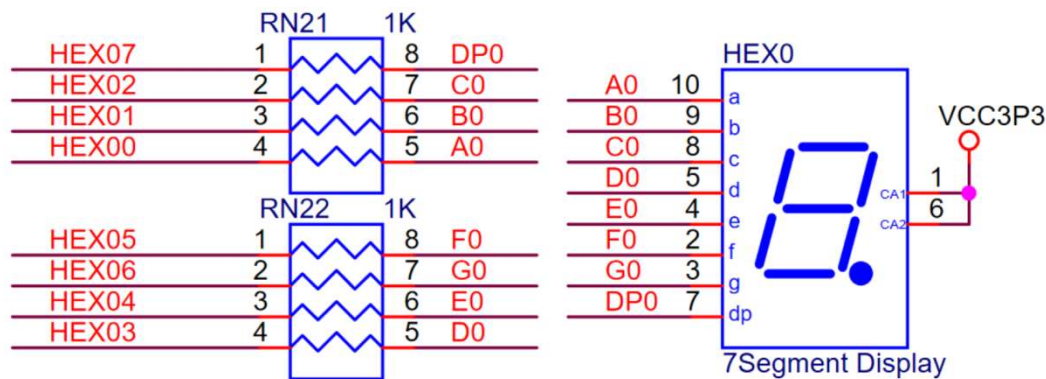 RN21 1K
HEX07 1 8 DP0
HEX02 2 7 C0
HEX01 3 6 B0
HEX00 4 5 A0
RN22 1K
HEX05 1 8 F0
HEX06 2 7 G0
HEX04 3 6 E0
HEX03 4 5 D0
HEX0
A0 10 a
B0 9 b
C0 8 c
D0 5 d
E0 4 e
F0 2 f
G0 3 g
DP0 7 dp
VCC3P3
CA1 1
CA2 6
7Segment Display